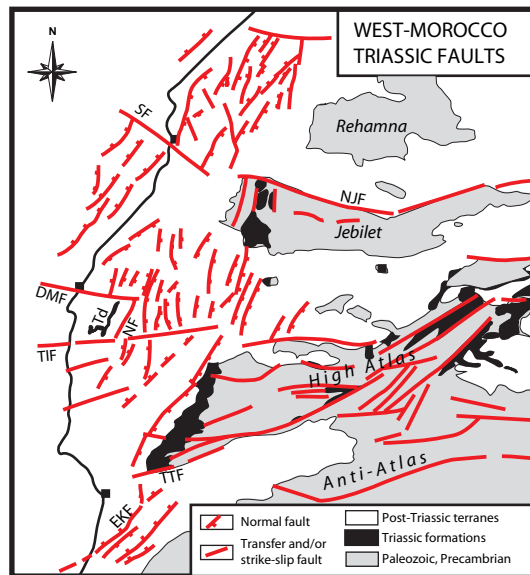 WEST-MOROCCO
TRIASSIC FAULTS
N
SF
Rehamna
NJF
Jebilet
DMF
Td
NF
TIF
High Atlas
TTF
Anti-Atlas
EKF
Normal fault
Transfer and/or
strike-slip fault
Post-Triassic terranes
Triassic formations
Paleozoic, Precambrian